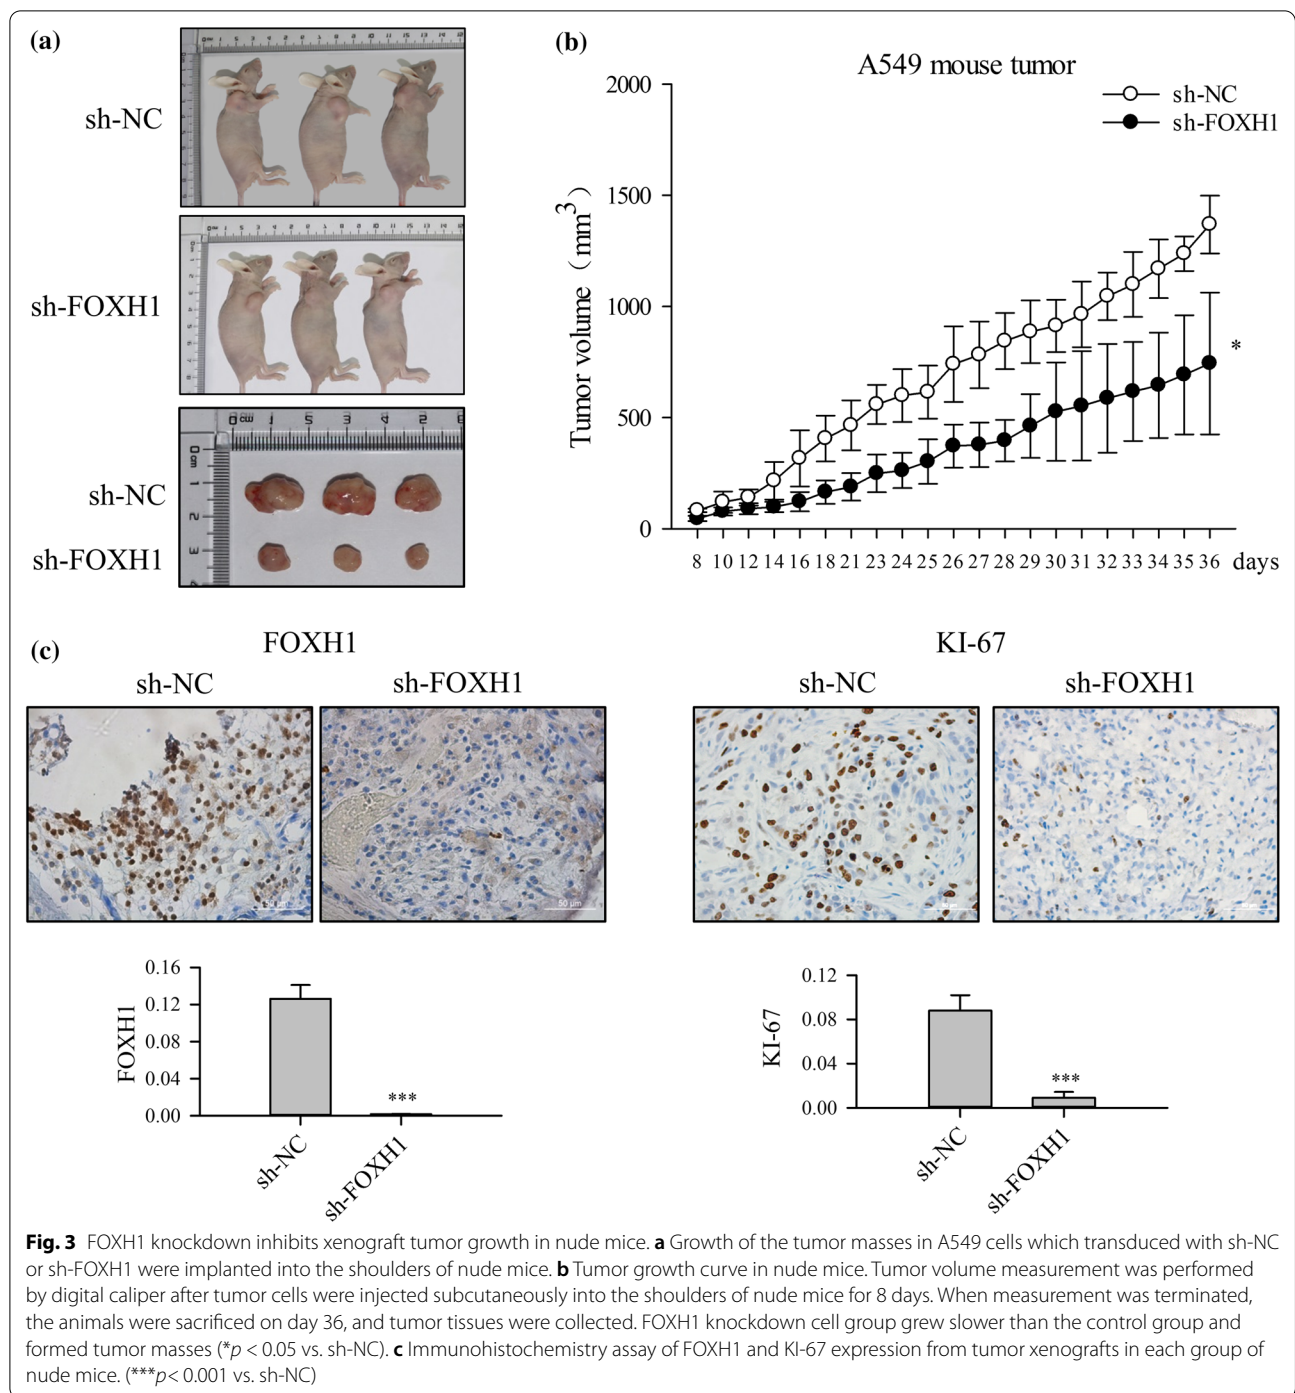 (a)
sh-NC
sh-FOXH1
sh-NC
sh-FOXH1
(b)
A549 mouse tumor
sh-NC
sh-FOXH1
Tumor volume (mm3)
2000
1500
1000
500
0
*
8 10 12 14 16 18 21 23 24 25 26 27 28 29 30 31 32 33 34 35 36 days
(c)
FOXH1
sh-NC sh-FOXH1
50 µm
50 µm
KI-67
sh-NC sh-FOXH1
FOXH1
0.16
0.12
0.08
0.04
0.00
***
sh-NC
sh-FOXH1
KI-67
0.12
0.08
0.04
0.00
***
sh-NC
sh-FOXH1
Fig. 3 FOXH1 knockdown inhibits xenograft tumor growth in nude mice. a Growth of the tumor masses in A549 cells which transduced with sh-NC
or sh-FOXH1 were implanted into the shoulders of nude mice. b Tumor growth curve in nude mice. Tumor volume measurement was performed
by digital caliper after tumor cells were injected subcutaneously into the shoulders of nude mice for 8 days. When measurement was terminated,
the animals were sacrificed on day 36, and tumor tissues were collected. FOXH1 knockdown cell group grew slower than the control group and
formed tumor masses (*p < 0.05 vs. sh-NC). c Immunohistochemistry assay of FOXH1 and KI-67 expression from tumor xenografts in each group of
nude mice. (***p< 0.001 vs. sh-NC)